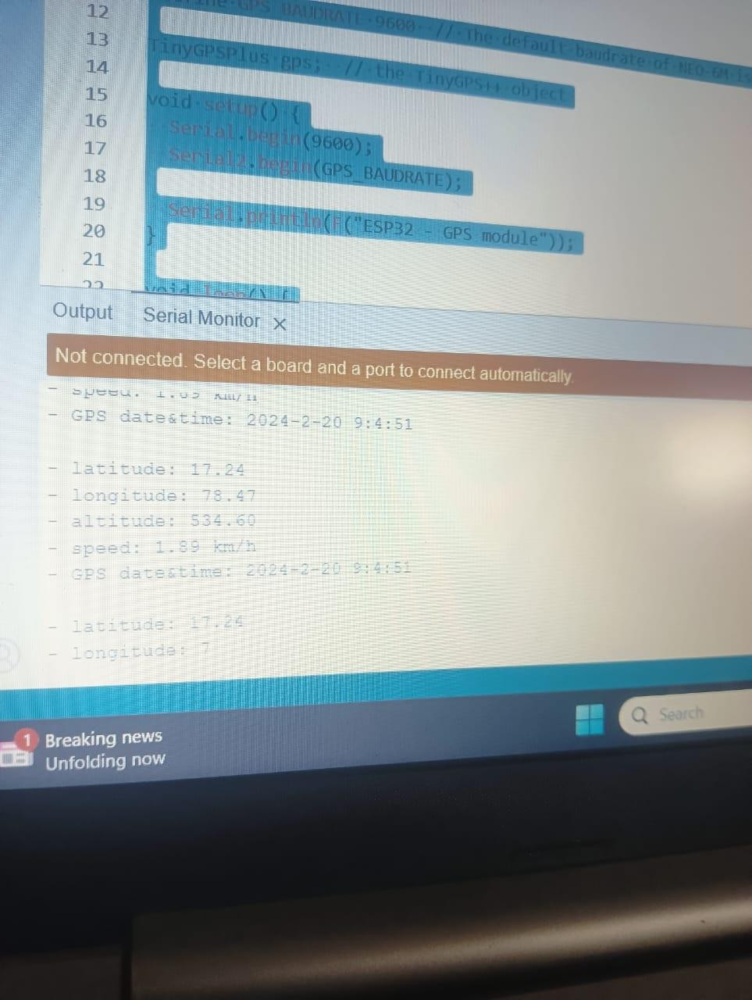 12 GPS_BAUDRATE 9600 // The default baudrate of NEO-6M is
13
14 TinyGPSPlus gps; // the TinyGPS++ object
15
16 void setup() {
17 Serial.begin(9600);
18 Serial2.begin(GPS_BAUDRATE);
19
20 Serial.println(F("ESP32 - GPS module"));
21 }
22
void loop() {
Output Serial Monitor X
Not connected. Select a board and a port to connect automatically.
- speed: km/h
- GPS date&time: 2024-2-20 9:4:51
- latitude: 17.24
- longitude: 78.47
- altitude: 534.60
- speed: 1.89 km/h
- GPS date&time: 2024-2-20 9:4:51
- latitude: 17.24
- longitude: 7
1 Breaking news
Unfolding now
Search